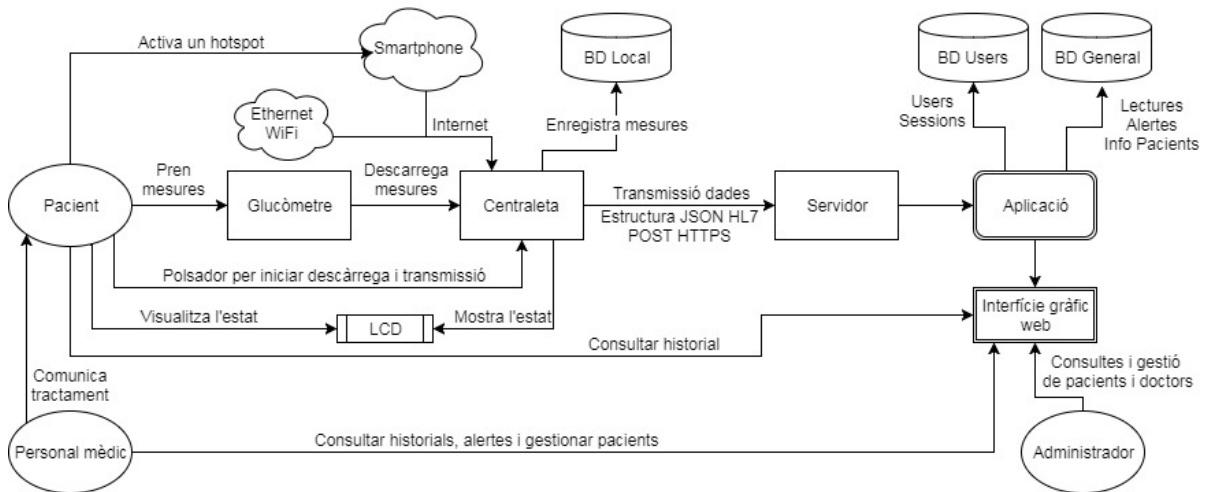 Activa un hotspot
Smartphone
BD Local
BD Users
BD General
Ethernet
WiFi
Internet
Enregistra mesures
Users
Sessions
Lectures
Alertes
Info Pacients
Pren
mesures
Descarrega
mesures
Pacient
Glucòmetre
Centraleta
Transmissió dades
Estructura JSON HL7
POST HTTPS
Servidor
Aplicació
Polsador per iniciar descàrrega i transmissió
Visualitza l'estat
LCD
Mostra l'estat
Interfície gràfic
web
Consultar historial
Comunica
tractament
Consultes i gestió
de pacients i doctors
Personal mèdic
Consultar historials, alertes i gestionar pacients
Administrador